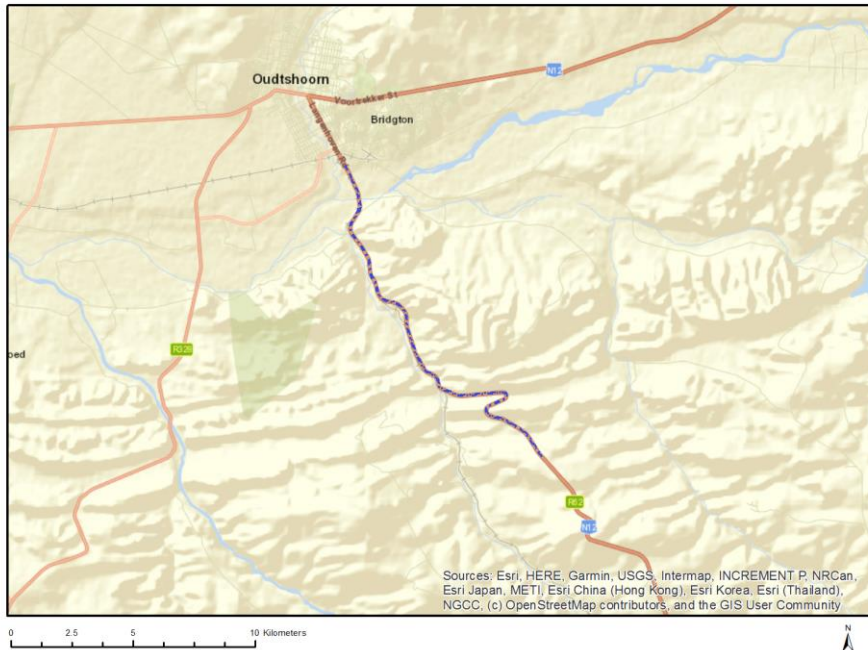 Oudtshoorn
N12
Voortrekker St
Bridgton
Langenhoven Rd
R328
R62
N12
Sources: Esri, HERE, Garmin, USGS, Intermap, INCREMENT P, NRCan,
Esri Japan, METI, Esri China (Hong Kong), Esri Korea, Esri (Thailand),
NGCC, (c) OpenStreetMap contributors, and the GIS User Community
0 2.5 5 10 Kilometers
N